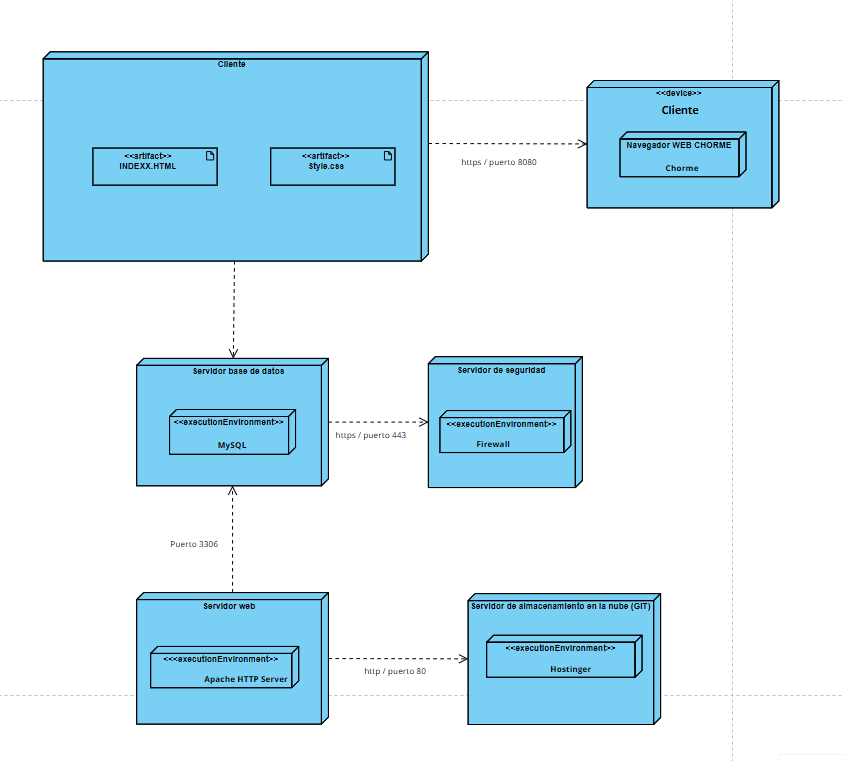 Cliente
<<artifact>>
INDEXX.HTML
<<artifact>>
Style.css
https / puerto 8080
<<device>>
Cliente
Navegador WEB CHORME
Chorme
Servidor base de datos
<<executionEnvironment>>
MySQL
https / puerto 443
Servidor de seguridad
<<executionEnvironment>>
Firewall
Puerto 3306
Servidor web
<<<executionEnvironment>>
Apache HTTP Server
http / puerto 80
Servidor de almacenamiento en la nube (GIT)
<<executionEnvironment>>
Hostinger